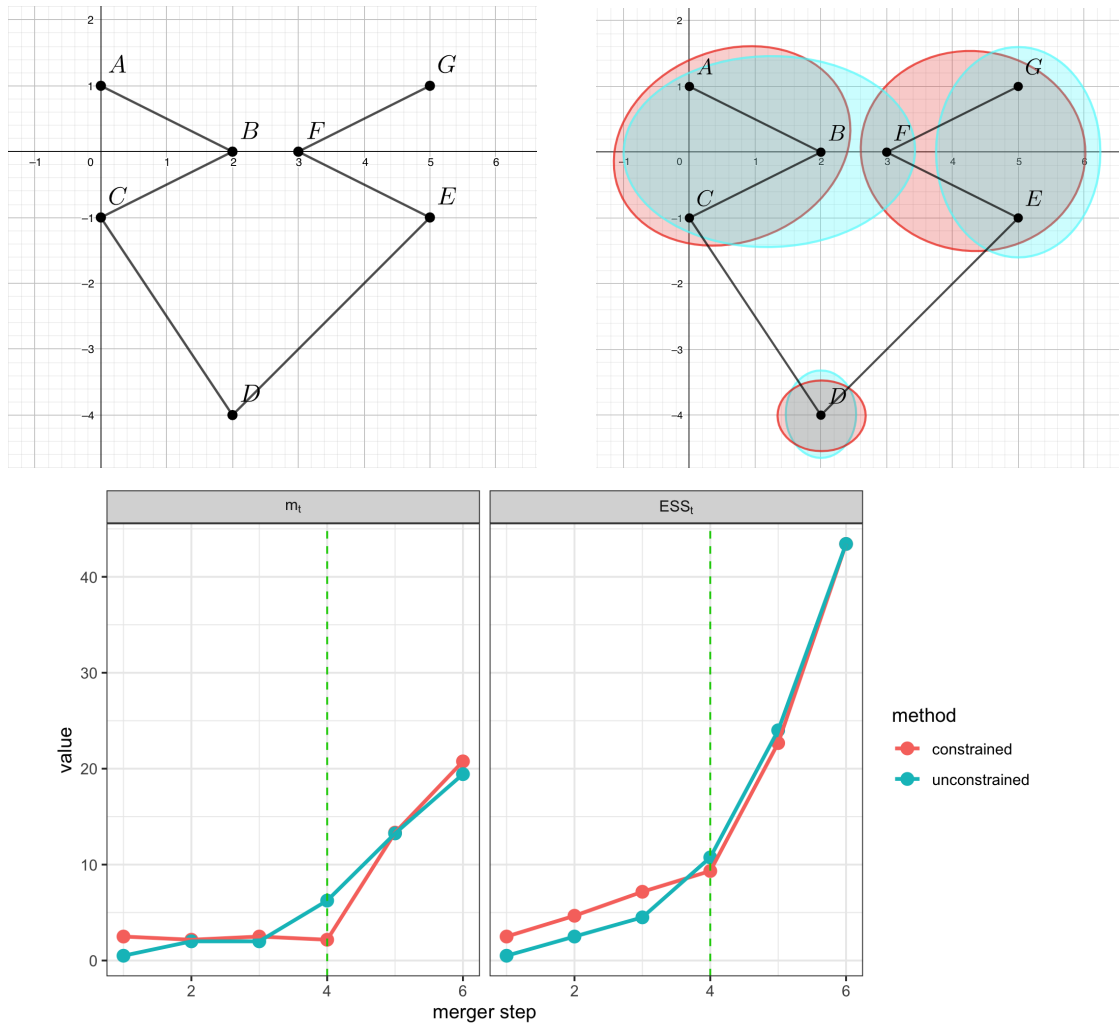 2
2
A
G
A
G
1
1
B
F
B
F
−1 0 1 2 3 4 5 6
−1 0 1 2 3 4 5 6
C
E
C
E
−1
−1
−2
−2
−3
−3
D
D
−4
−4
mt
ESSt
40
30
20
10
0
value
2 4 6
2 4 6
merger step
method
constrained
unconstrained